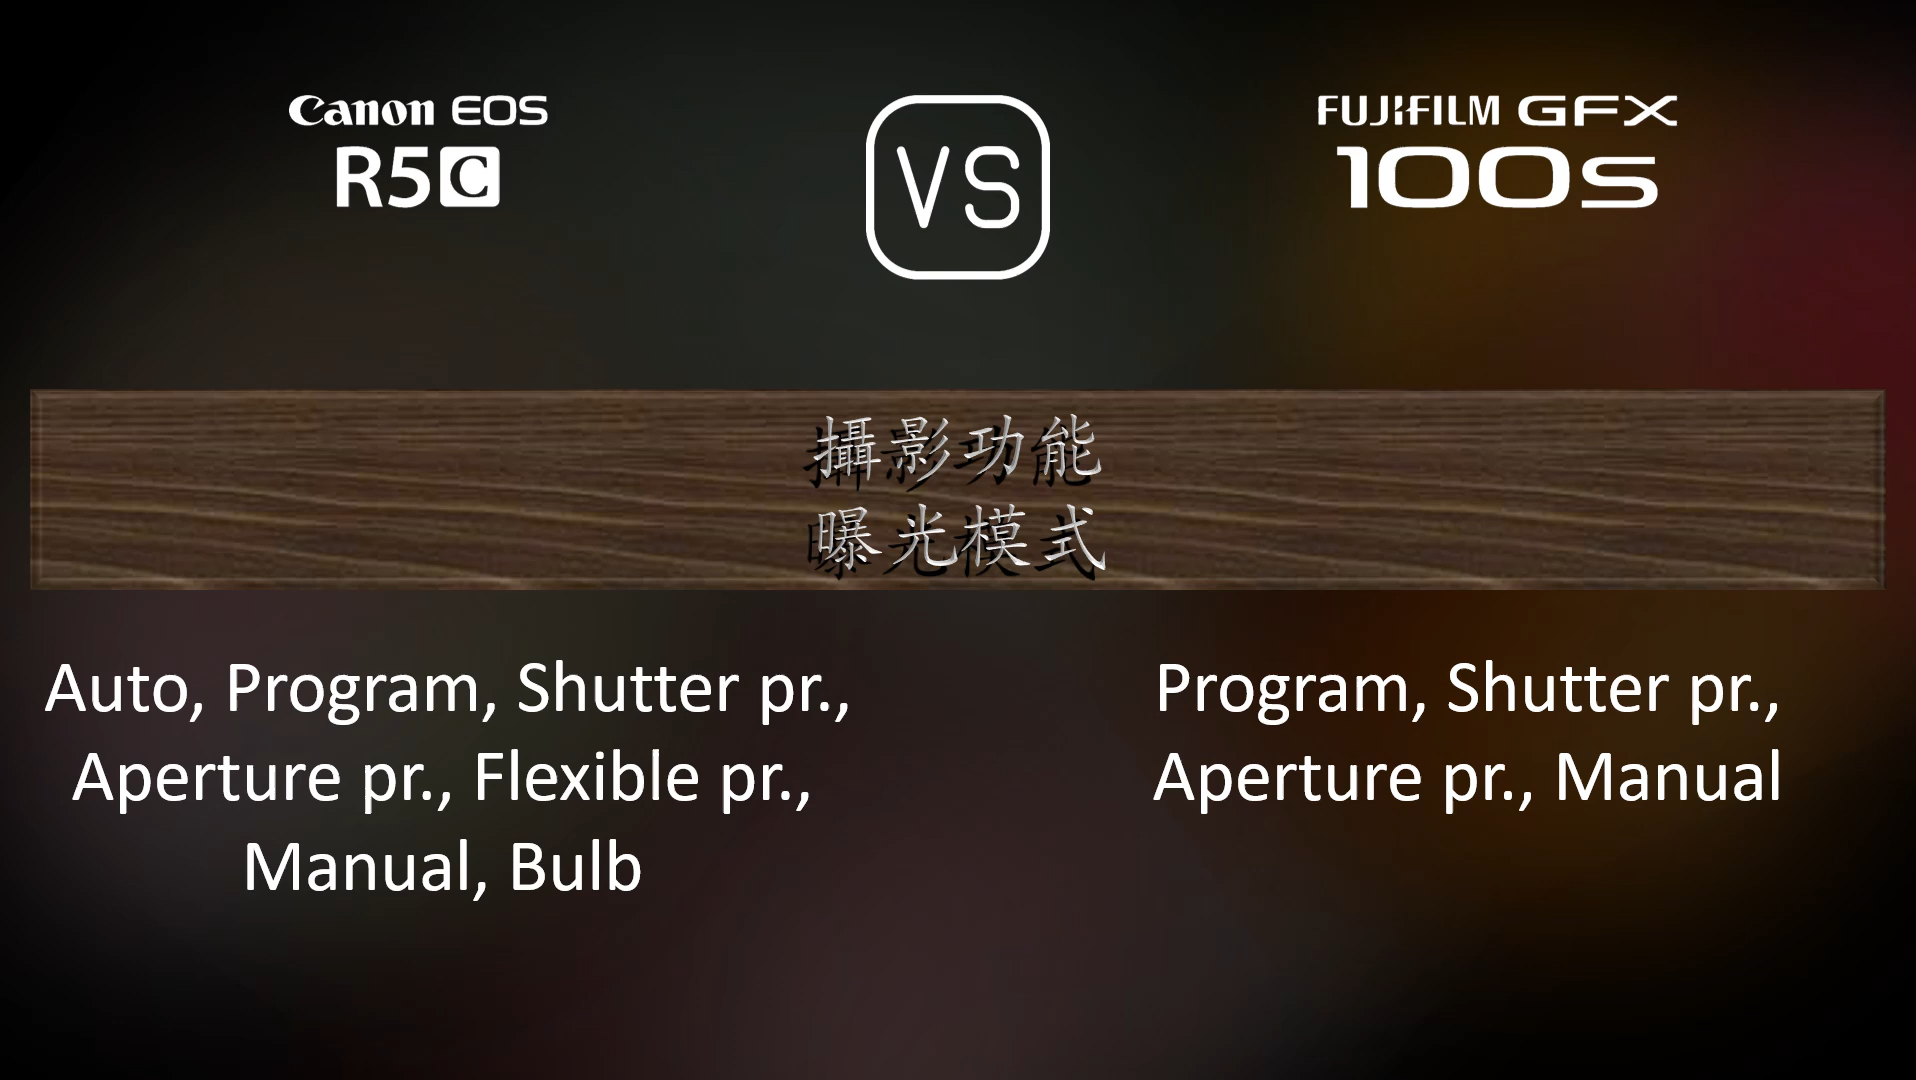 Canon EOS
R5 C
VS
FUJIFILM GFX
100S
攝影功能
曝光模式
Auto, Program, Shutter pr.,
Aperture pr., Flexible pr.,
Manual, Bulb
Program, Shutter pr.,
Aperture pr., Manual